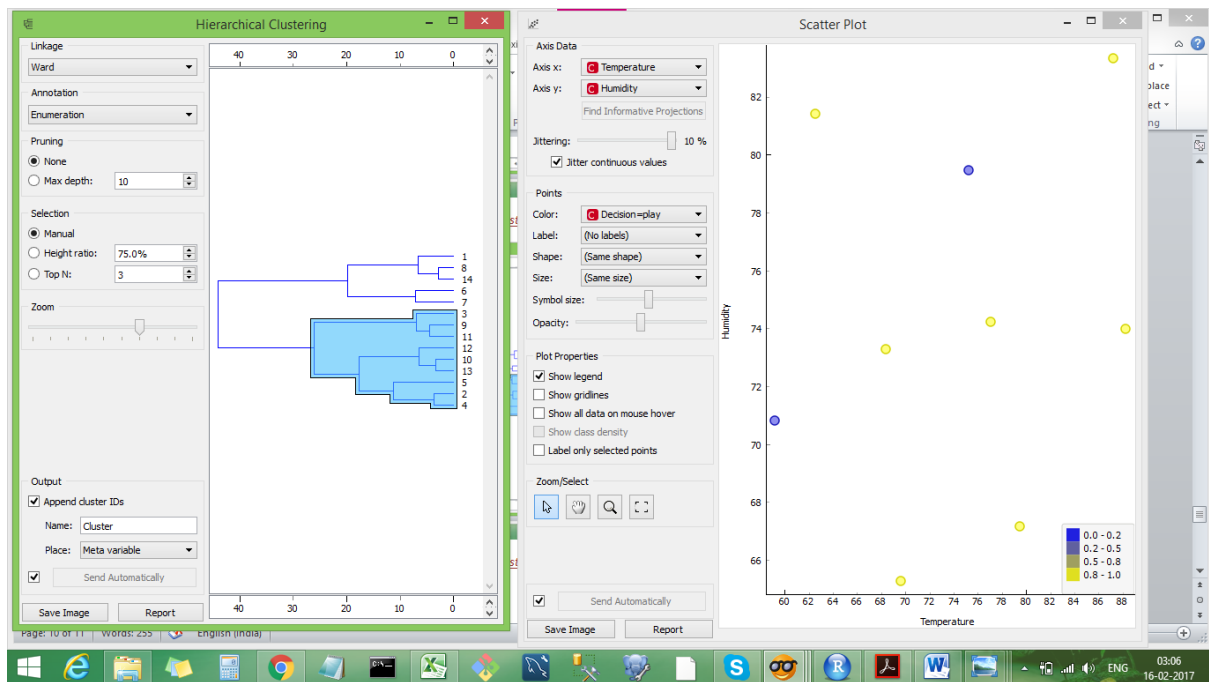 Hierarchical Clustering
Linkage
Ward
Annotation
Enumeration
Pruning
None
Max depth: 10
Selection
Manual
Height ratio: 75.0%
Top N: 3
Zoom
Output
Append cluster IDs
Name: Cluster
Place: Meta variable
Send Automatically
Save Image Report
40 30 20 10 0
1
8
14
6
7
3
9
11
12
10
13
5
2
4
40 30 20 10 0
Scatter Plot
Axis Data
Axis x: C Temperature
Axis y: C Humidity
Find Informative Projections
Jittering: 10 %
Jitter continuous values
Points
Color: C Decision=play
Label: (No labels)
Shape: (Same shape)
Size: (Same size)
Symbol size:
Opacity:
Plot Properties
Show legend
Show gridlines
Show all data on mouse hover
Show class density
Label only selected points
Zoom/Select
Send Automatically
Save Image Report
82
80
78
76
74
72
70
68
66
Humidity
60 62 64 66 68 70 72 74 76 78 80 82 84 86 88
Temperature
0.0 - 0.2
0.2 - 0.5
0.5 - 0.8
0.8 - 1.0
Page: 10 of 11 Words: 255 English (India)
ENG
03:06
16-02-2017